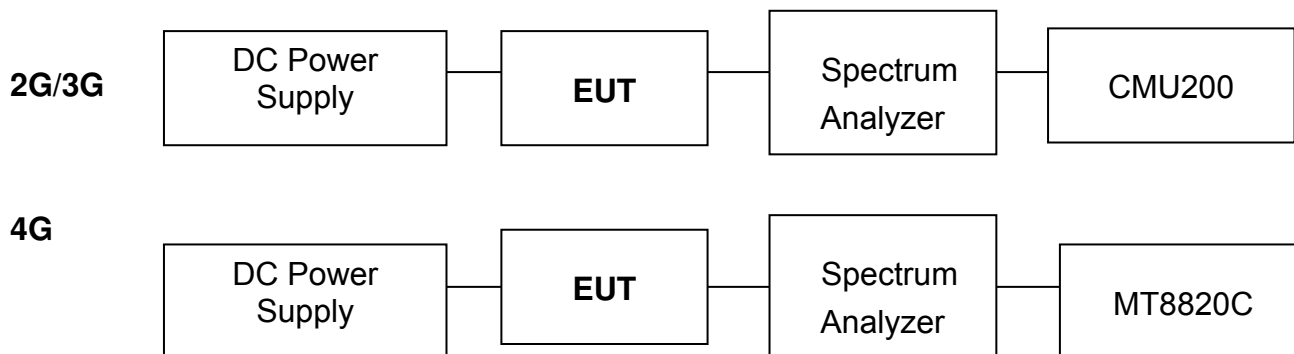 2G/3G
DC Power
Supply
EUT
Spectrum
Analyzer
CMU200
4G
DC Power
Supply
EUT
Spectrum
Analyzer
MT8820C